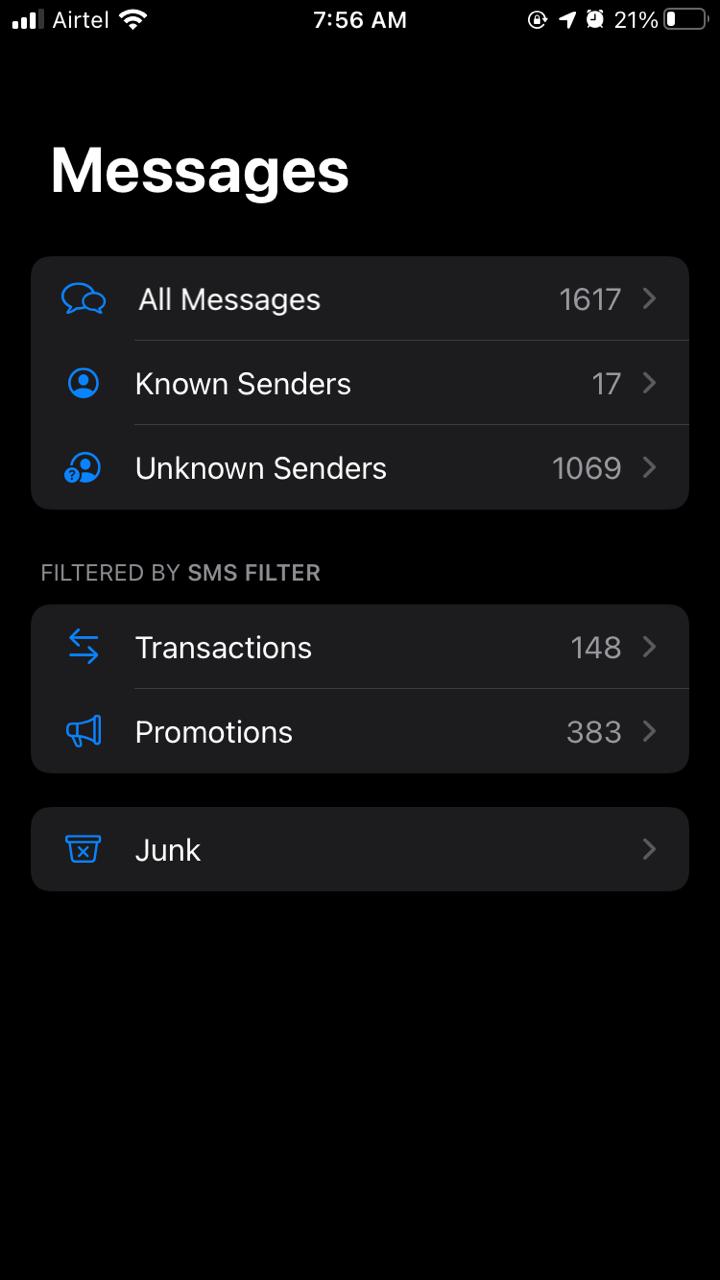 Airtel 7:56 AM 21%
Messages
All Messages 1617
Known Senders 17
Unknown Senders 1069
FILTERED BY SMS FILTER
Transactions 148
Promotions 383
Junk